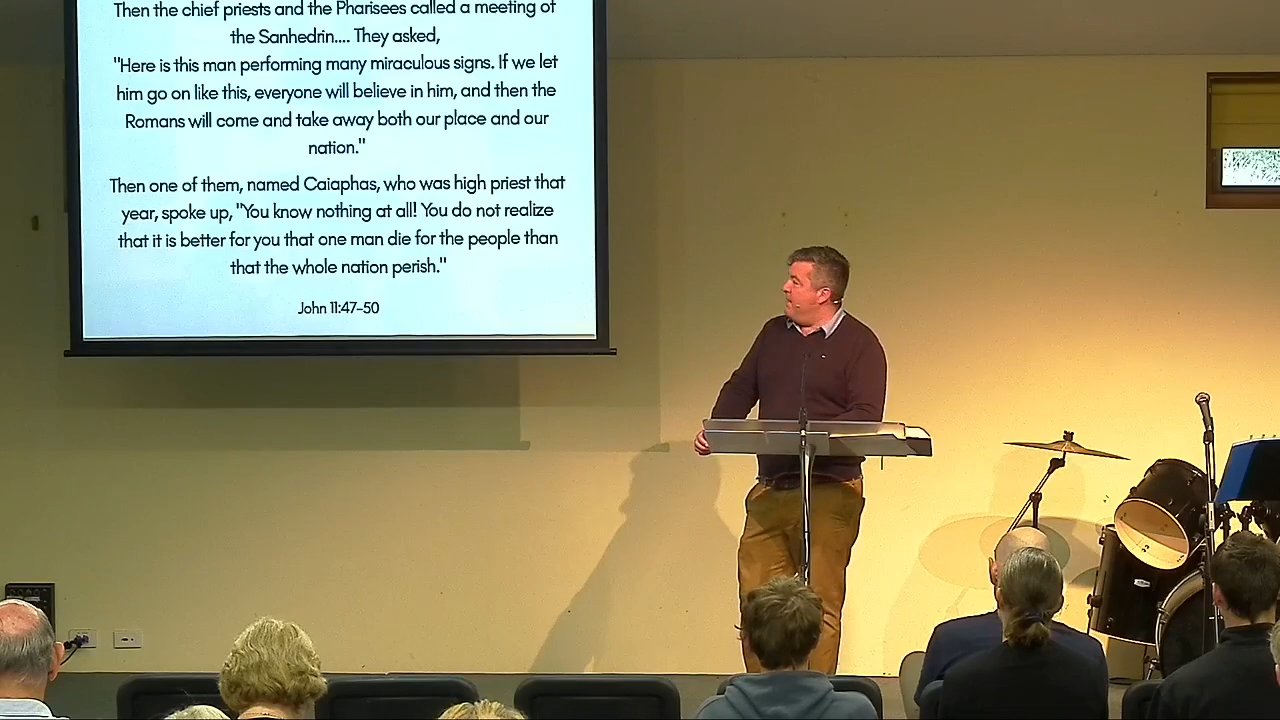 Then the chief priests and the Pharisees called a meeting of
the Sanhedrin.... They asked,
"Here is this man performing many miraculous signs. If we let
him go on like this, everyone will believe in him, and then the
Romans will come and take away both our place and our
nation."
Then one of them, named Caiaphas, who was high priest that
year, spoke up, "You know nothing at all! You do not realize
that it is better for you that one man die for the people than
that the whole nation perish."
John 11:47-50